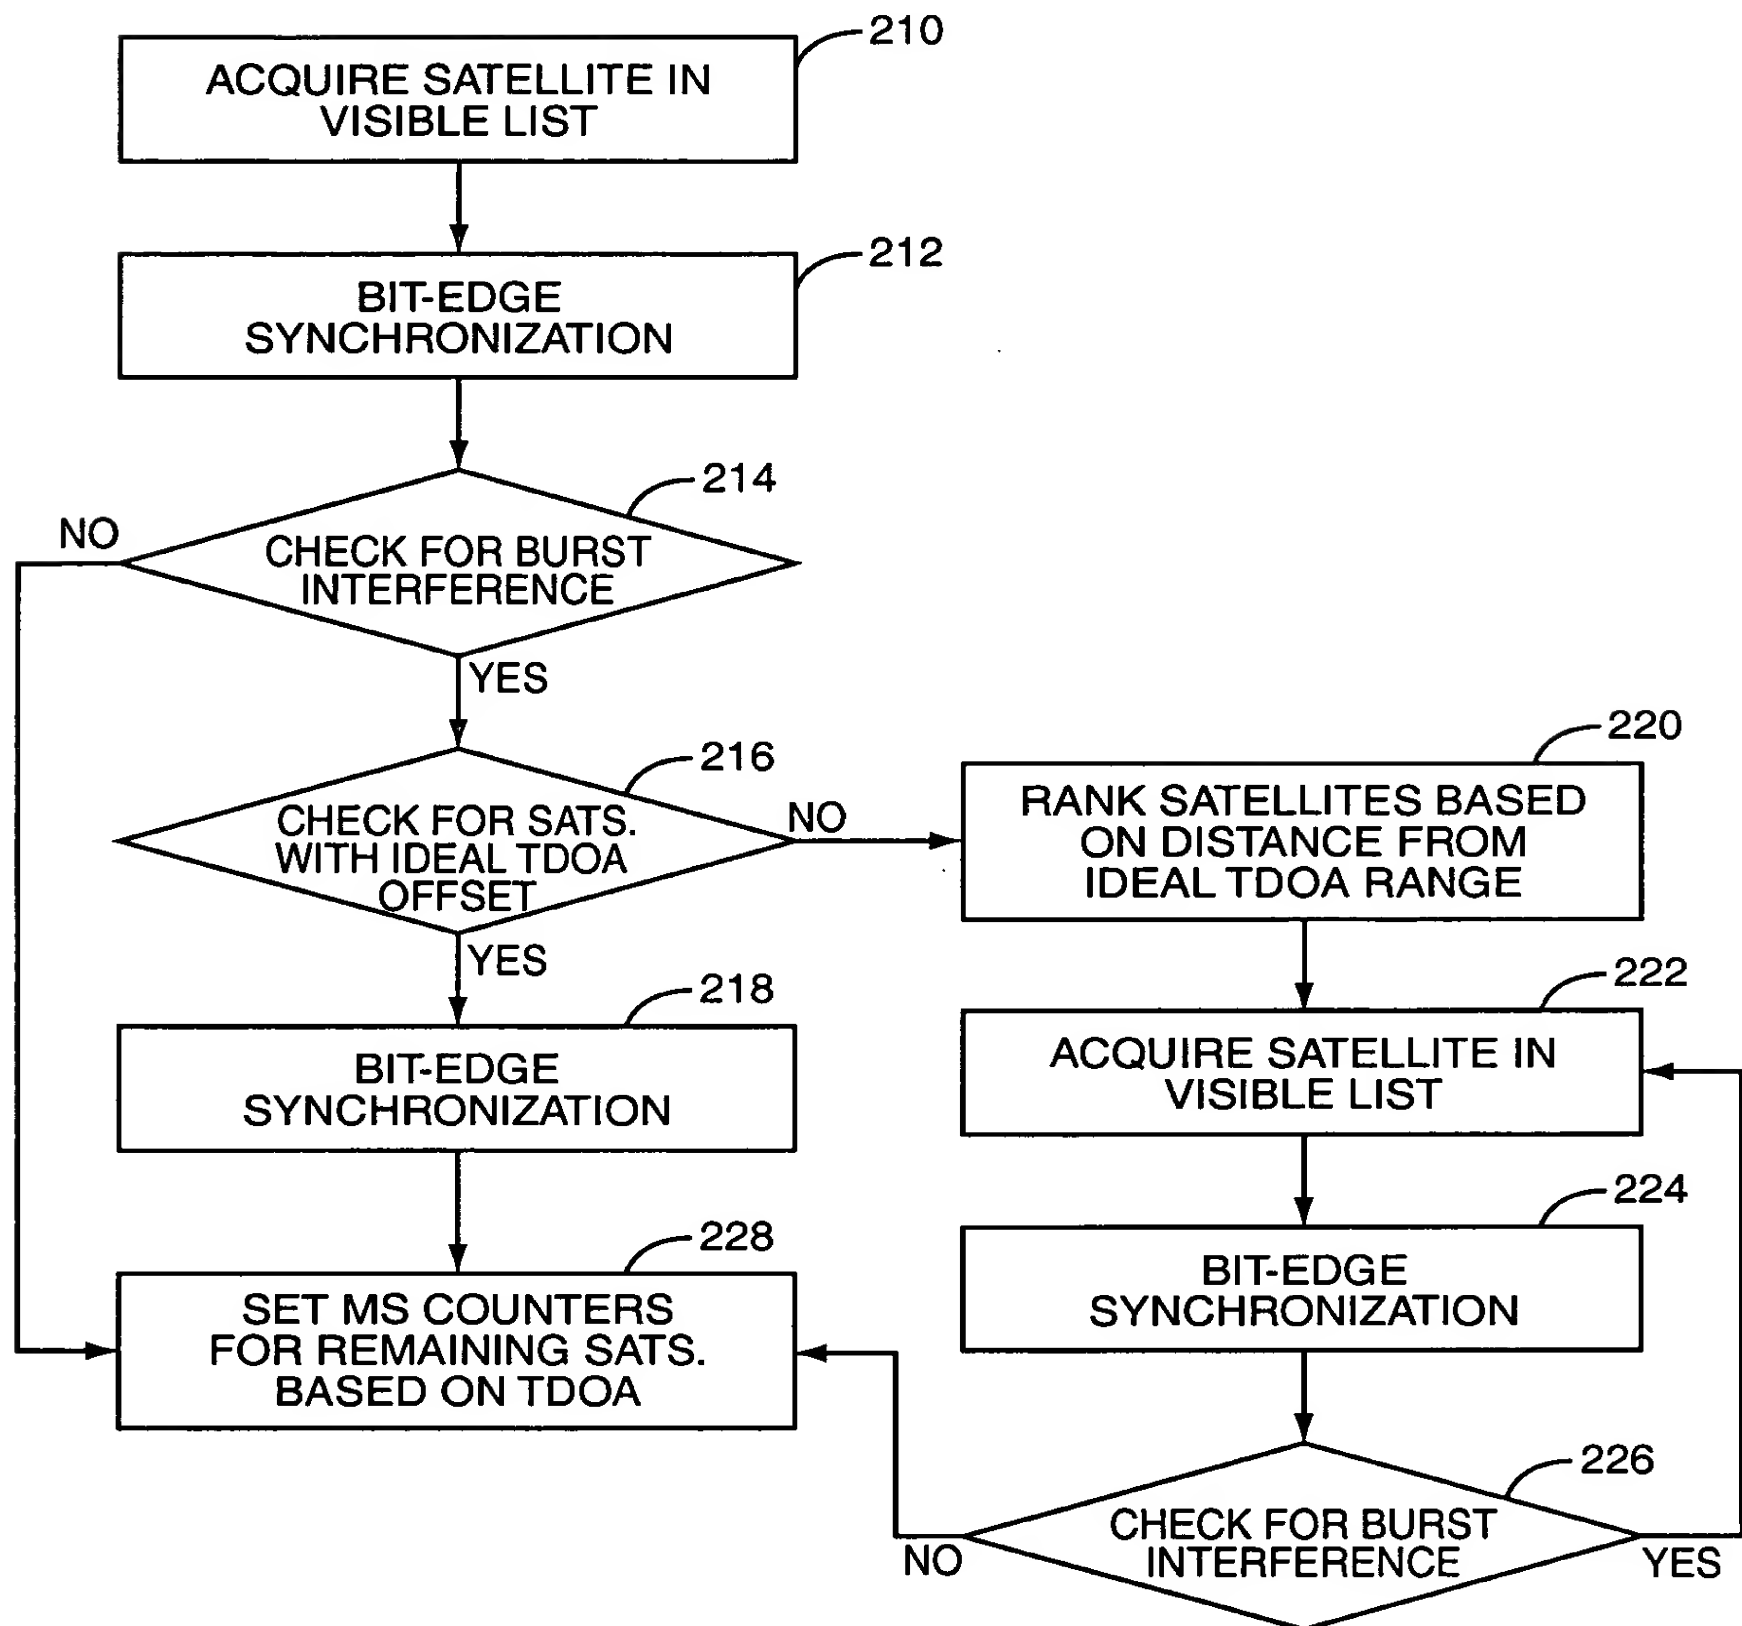 210
ACQUIRE SATELLITE IN
VISIBLE LIST
212
BIT-EDGE
SYNCHRONIZATION
214
NO
CHECK FOR BURST
INTERFERENCE
YES
216
CHECK FOR SATS.
WITH IDEAL TDOA
OFFSET
NO
YES
218
BIT-EDGE
SYNCHRONIZATION
220
RANK SATELLITES BASED
ON DISTANCE FROM
IDEAL TDOA RANGE
222
ACQUIRE SATELLITE IN
VISIBLE LIST
224
BIT-EDGE
SYNCHRONIZATION
226
CHECK FOR BURST
INTERFERENCE
NO
YES
228
SET MS COUNTERS
FOR REMAINING SATS.
BASED ON TDOA